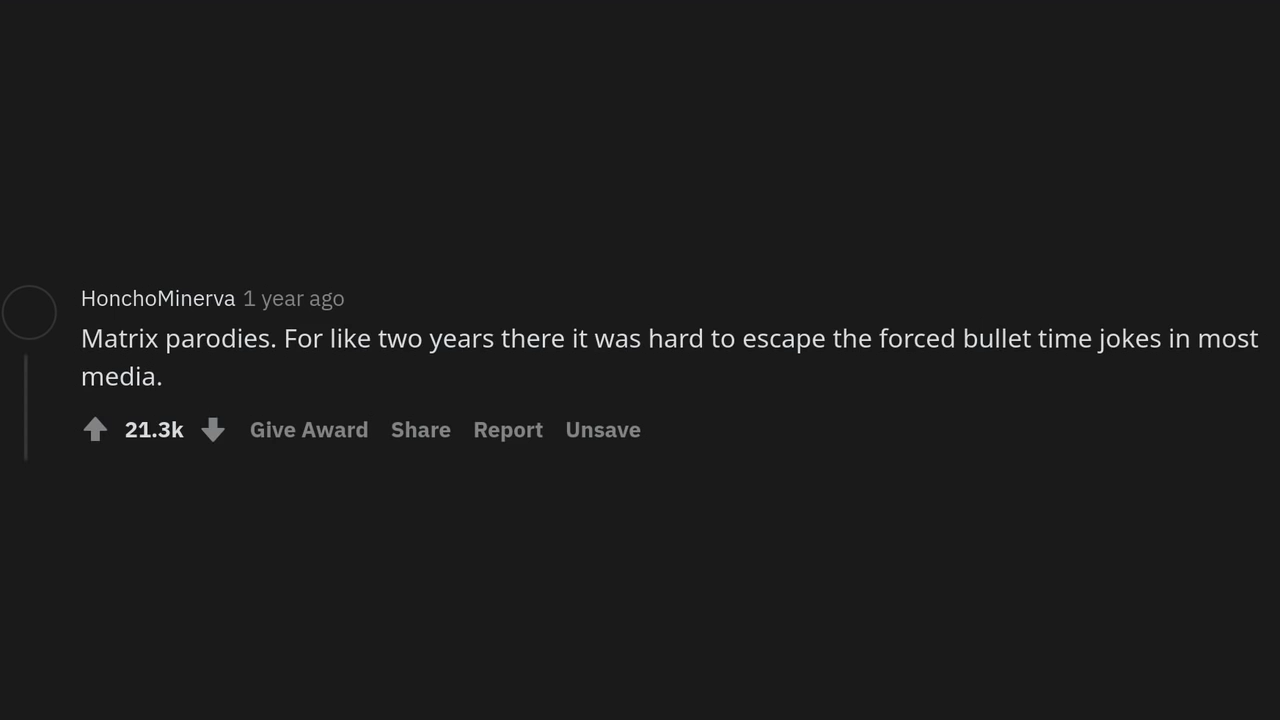 HonchoMinerva 1 year ago
Matrix parodies. For like two years there it was hard to escape the forced bullet time jokes in most
media.
21.3k Give Award Share Report Unsave